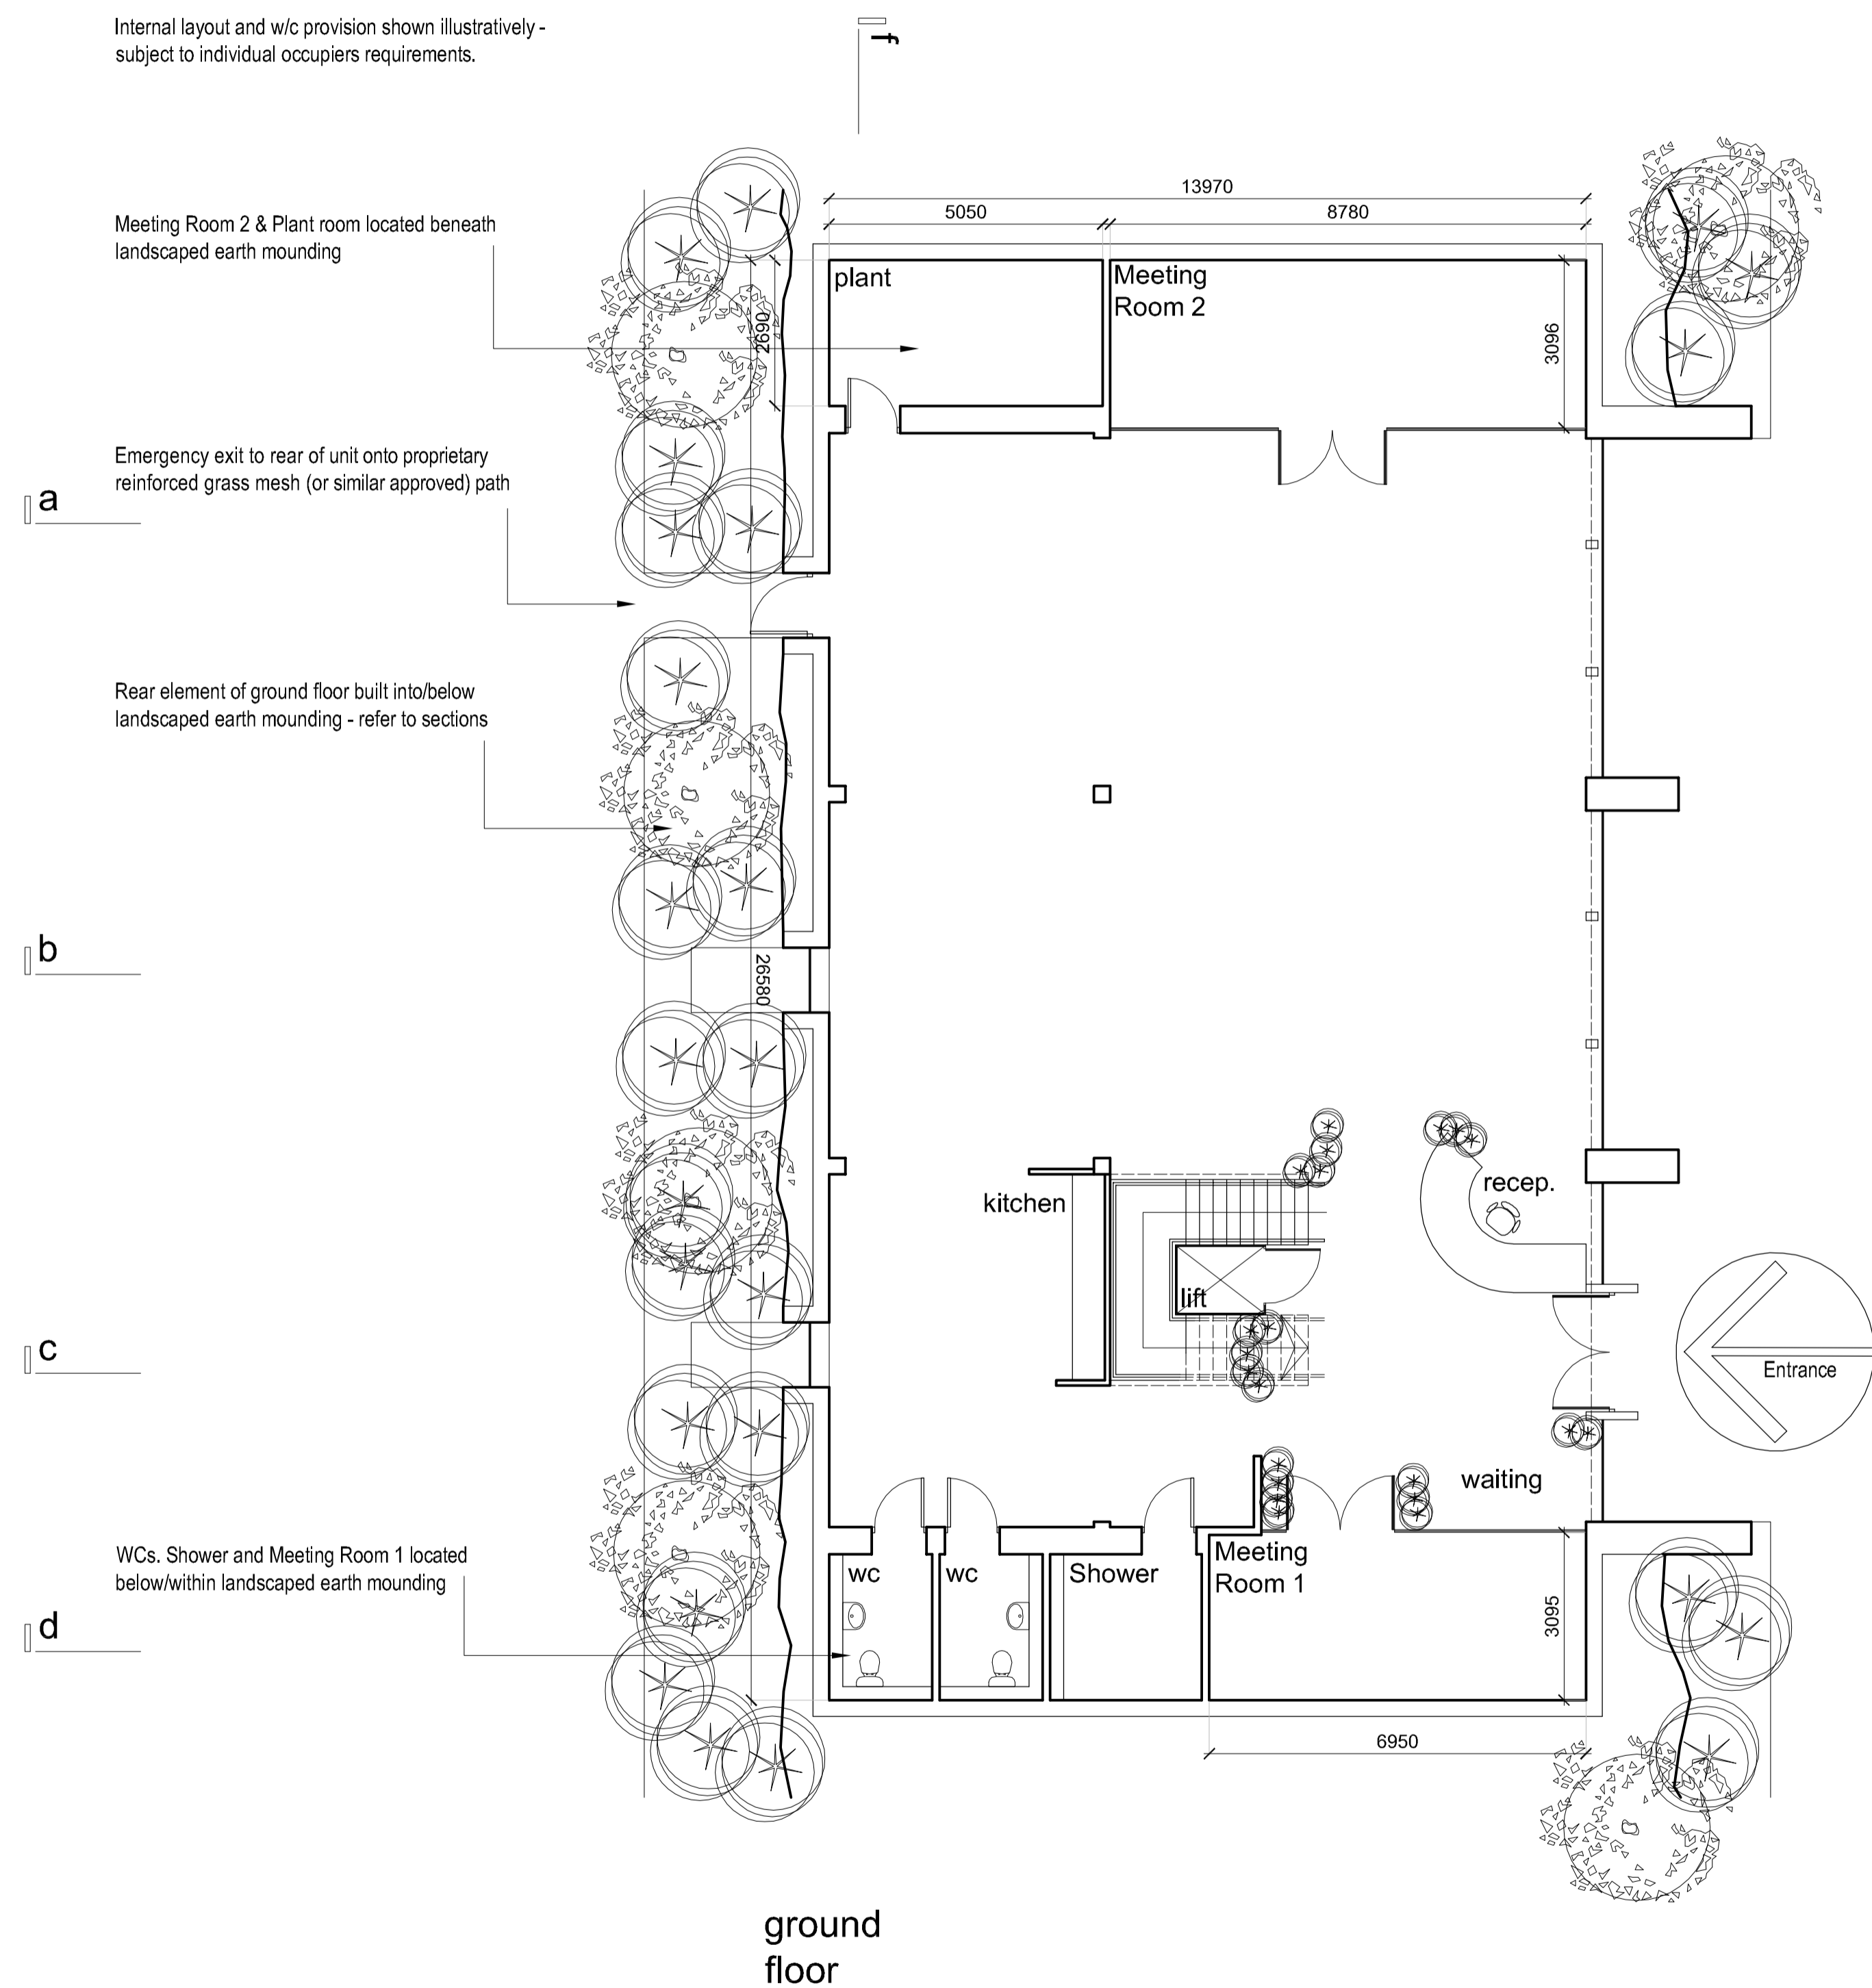 Internal layout and w/c provision shown illustratively -
subject to individual occupiers requirements.
f
13970
5050
8780
Meeting Room 2 & Plant room located beneath
landscaped earth mounding
plant
Meeting
Room 2
2690
3096
Emergency exit to rear of unit onto proprietary
reinforced grass mesh (or similar approved) path
a
Rear element of ground floor built into/below
landscaped earth mounding - refer to sections
b
26580
kitchen
recep.
lift
c
Entrance
waiting
WCs. Shower and Meeting Room 1 located
below/within landscaped earth mounding
wc
wc
Shower
Meeting
Room 1
3095
d
6950
ground
floor